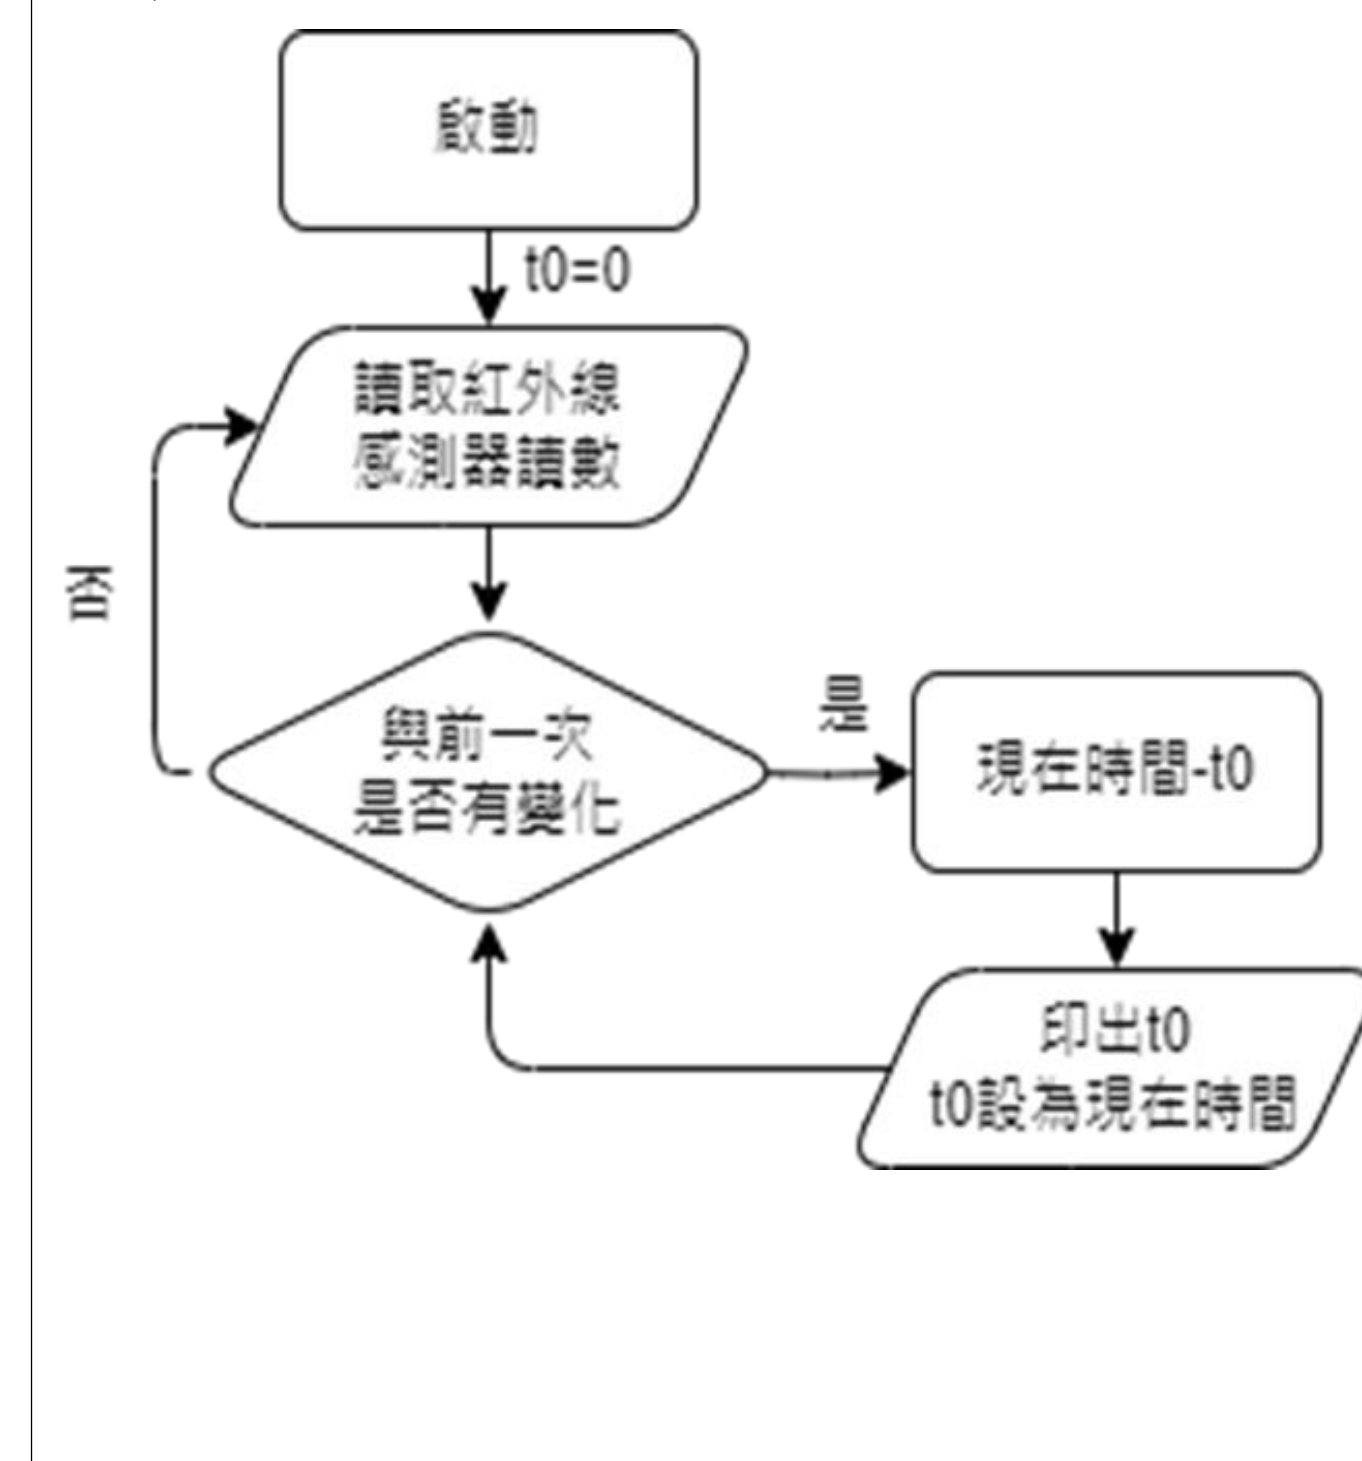 啟動
t0=0
讀取紅外線
感測器讀數
否
與前一次
是否有變化
是
現在時間-t0
印出t0
t0設為現在時間